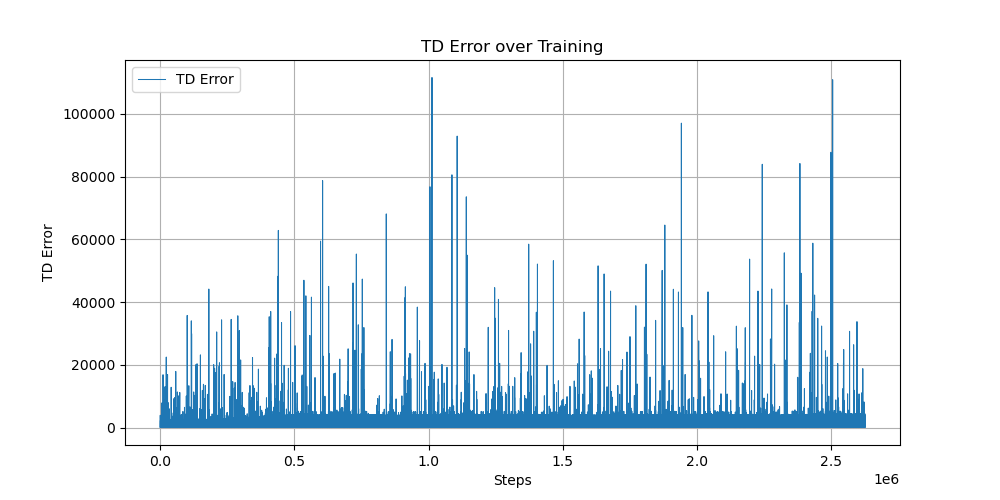 TD Error over Training
TD Error
100000
80000
60000
40000
20000
0
TD Error
0.0 0.5 1.0 1.5 2.0 2.5
1e6
Steps